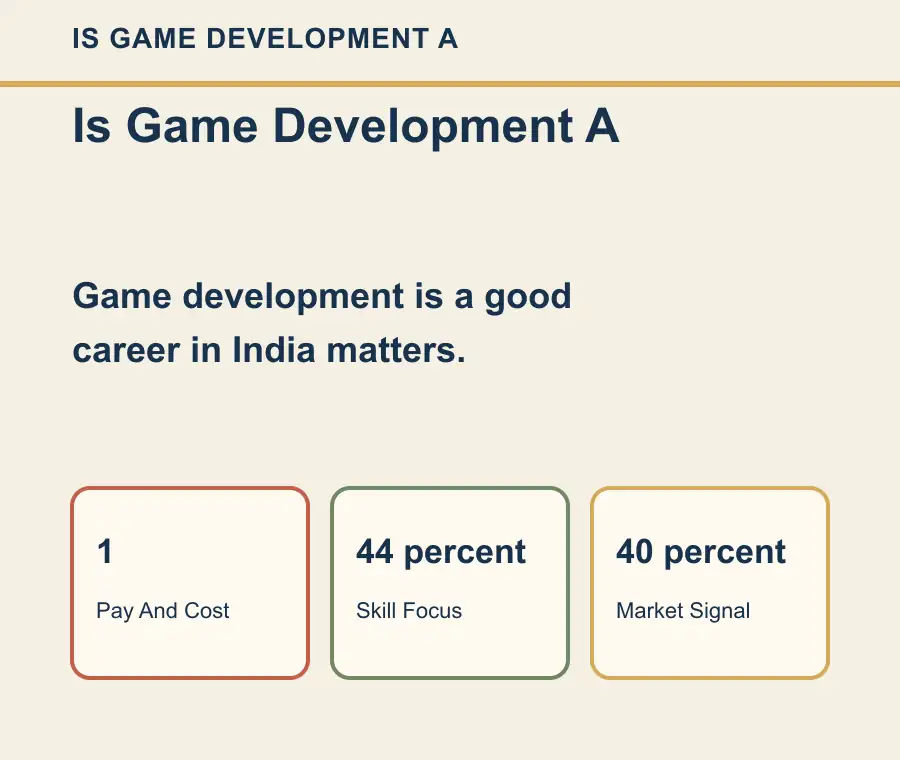 IS GAME DEVELOPMENT A
Is Game Development A
Game development is a good
career in India matters.
1
Pay And Cost
44 percent
Skill Focus
40 percent
Market Signal